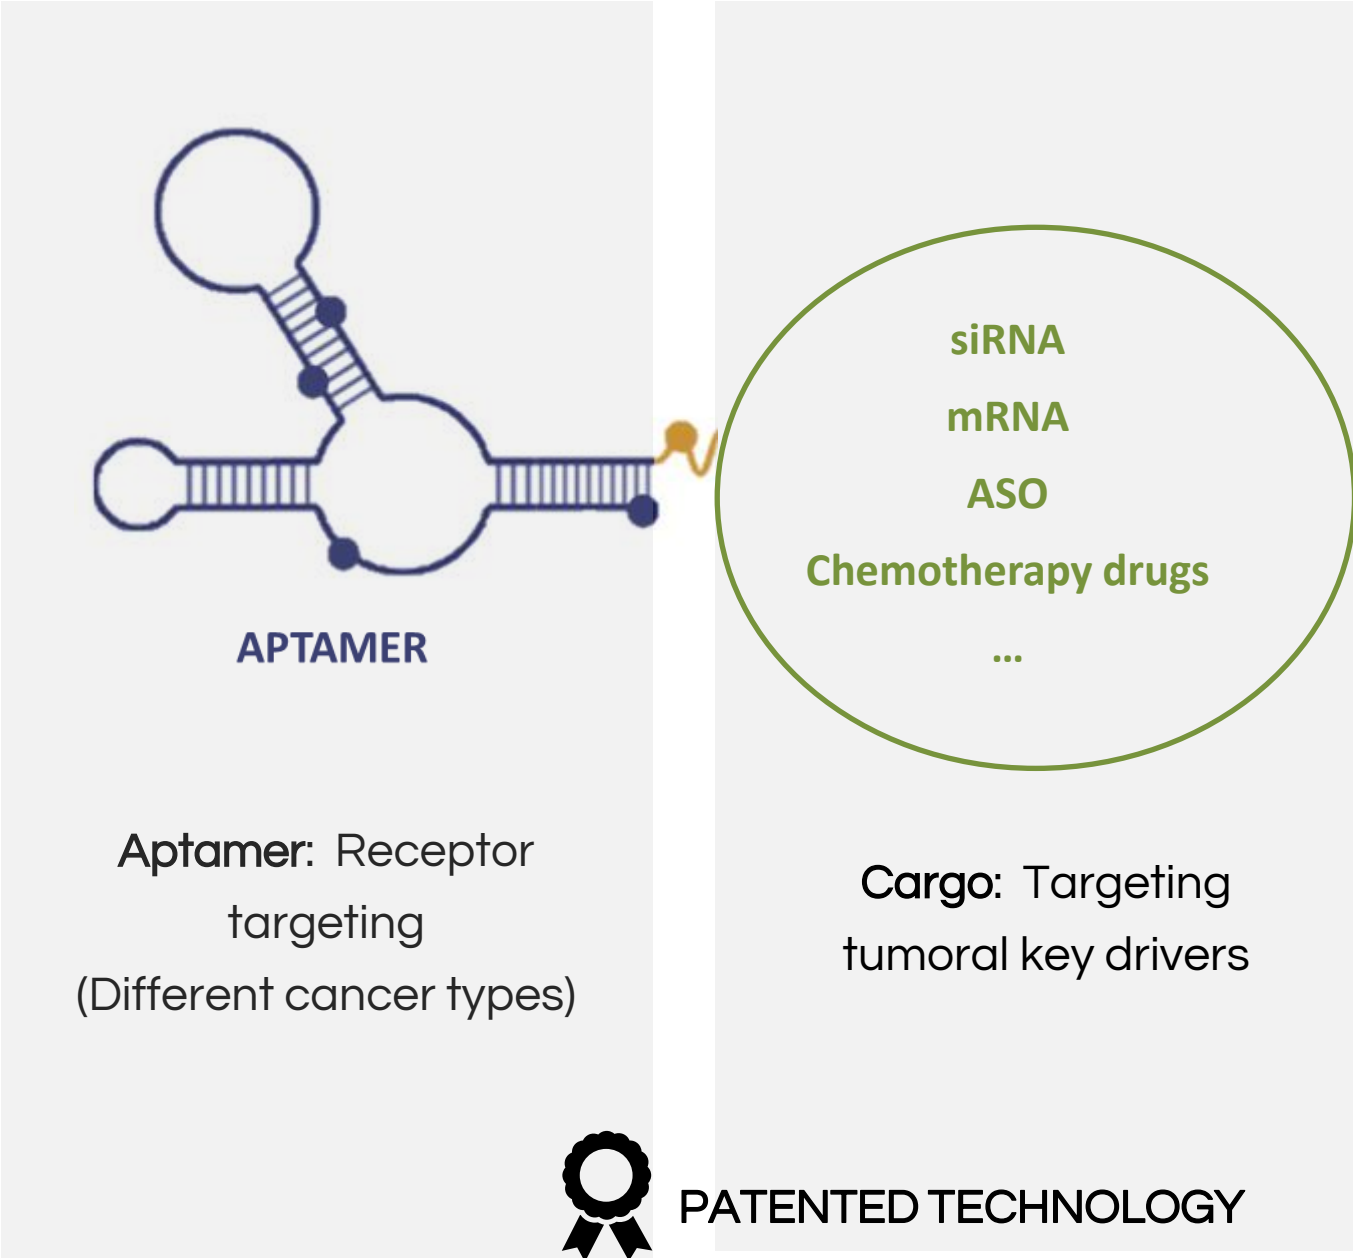 APTAMER
Aptamer: Receptor
targeting
(Different cancer types)
siRNA
mRNA
ASO
Chemotherapy drugs
...
Cargo: Targeting
tumoral key drivers
PATENTED TECHNOLOGY